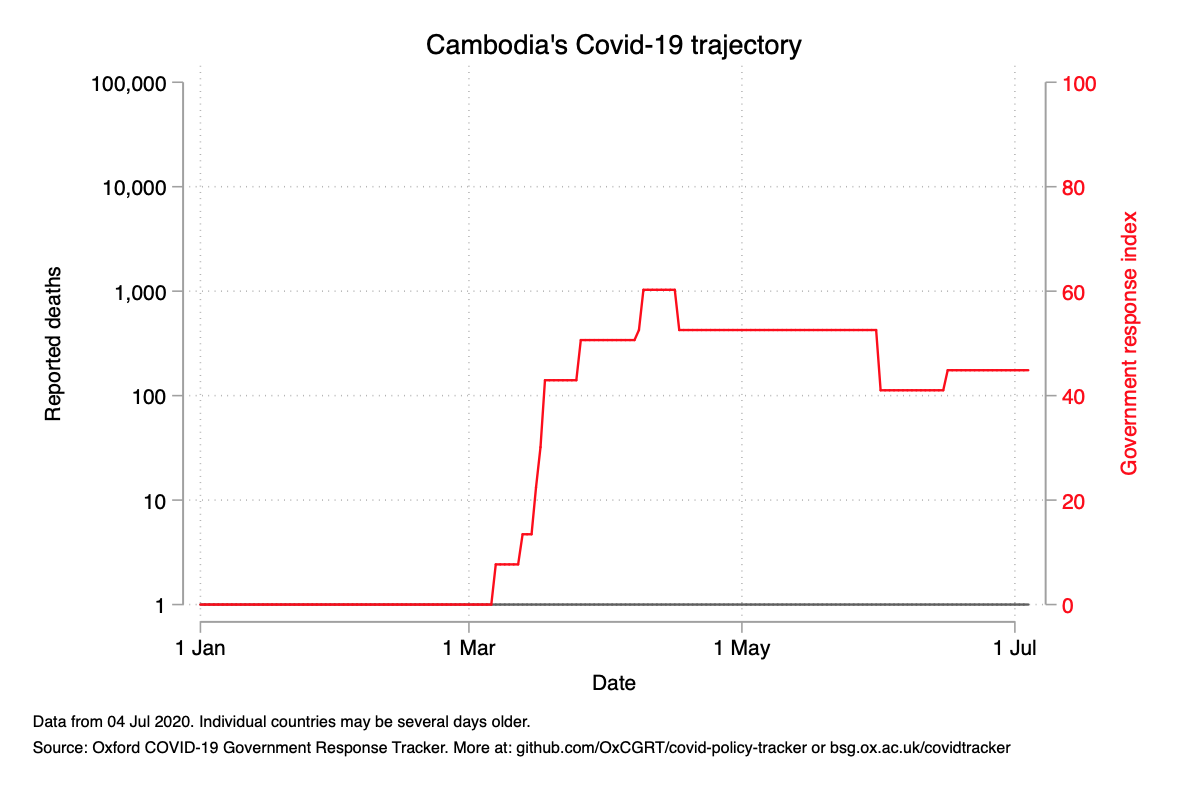 Cambodia's Covid-19 trajectory
100,000
10,000
1,000
100
10
1
Reported deaths
100
80
60
40
20
0
Government response index
1 Jan
1 Mar
1 May
1 Jul
Date
Data from 04 Jul 2020. Individual countries may be several days older.
Source: Oxford COVID-19 Government Response Tracker. More at: github.com/OxCGRT/covid-policy-tracker or bsg.ox.ac.uk/covidtracker